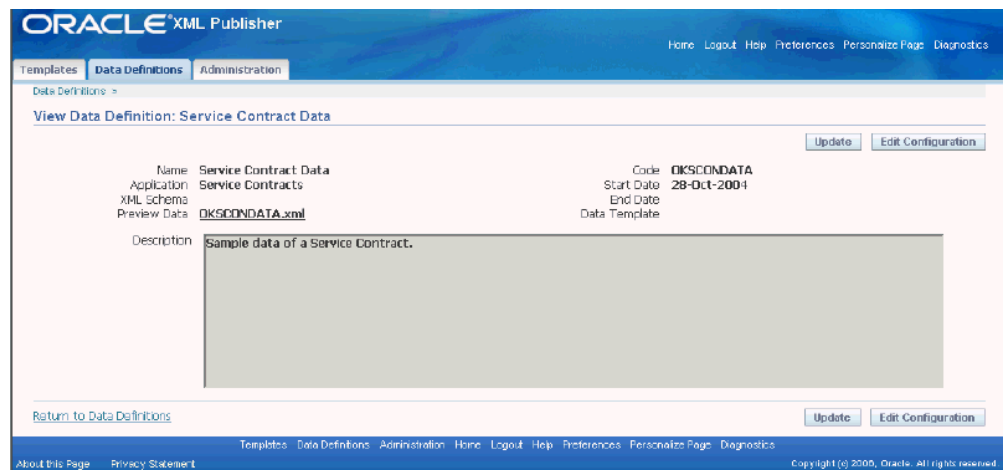 ORACLE XML Publisher
Home Logout Help Preferences Personalize Page Diagnostics
Templates Data Definitions Administration
Data Definitions >
View Data Definition: Service Contract Data
Update Edit Configuration
Name Service Contract Data Code OKSCONDATA
Application Service Contracts Start Date 28-Oct-2004
XML Schema End Date
Preview Data OKSCONDATA.xml Data Template
Description Sample data of a Service Contract.
Return to Data Definitions Update Edit Configuration
Templates Data Definitions Administration Home Logout Help Preferences Personalize Page Diagnostics
About this Page Privacy Statement Copyright (c) 2000, Oracle. All rights reserved